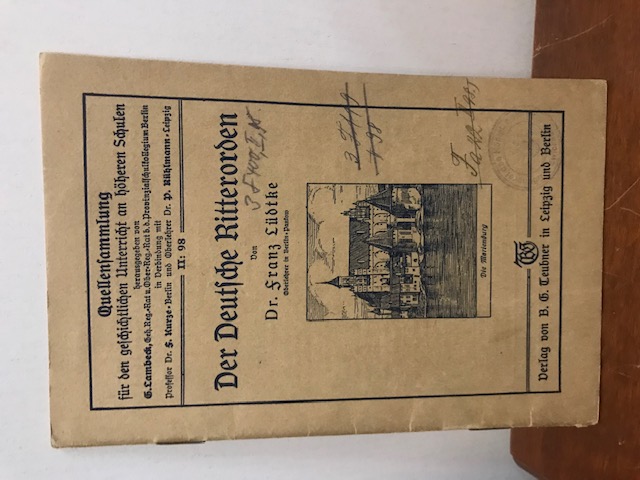 Quellensammlung
für den geschichtlichen Unterricht an höheren Schulen
herausgegeben von
G. Lambeck, Geh. Reg.-Rat u. Ober-Reg.-Rat b. d. Provinzialschulkollegium Berlin
in Verbindung mit
Professor Dr. F. Kurze-Berlin und Oberlehrer Dr. P. Rühlmann-Leipzig
II: 98
Der Deutsche Ritterorden
Von
Dr. Franz Lüdtke
Oberlehrer in Berlin-Pankow
Die Marienburg
Verlag von B. G. Teubner in Leipzig und Berlin